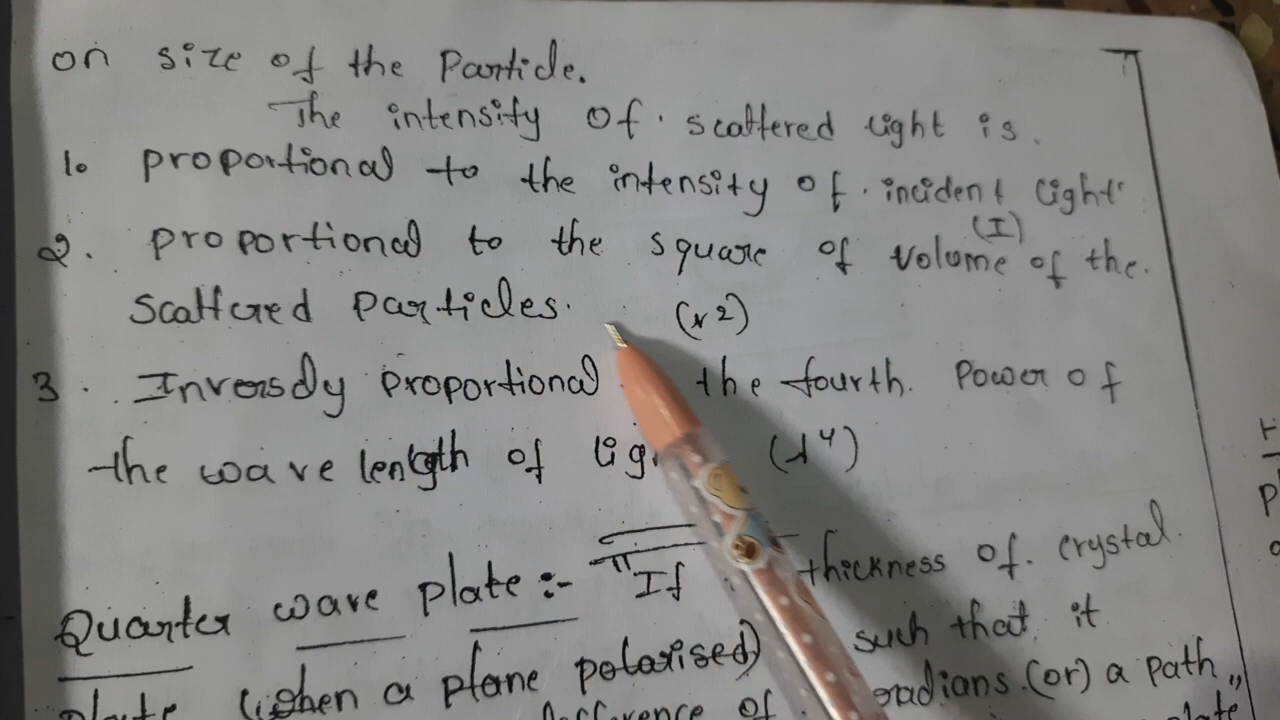 on size of the Particle.
The intensity of. scattered light is.
1. proportional to the intensity of. incident light
(I)
2. proportional to the square of volume of the.
scattered particles. (v²)
3. Inversely proportional the fourth. Power of
the wave length of lig (λ⁴)
Quarter wave plate :- "If thickness of. crystal.
(when a plane polarised) such that it
radians.(or) a path,,
of